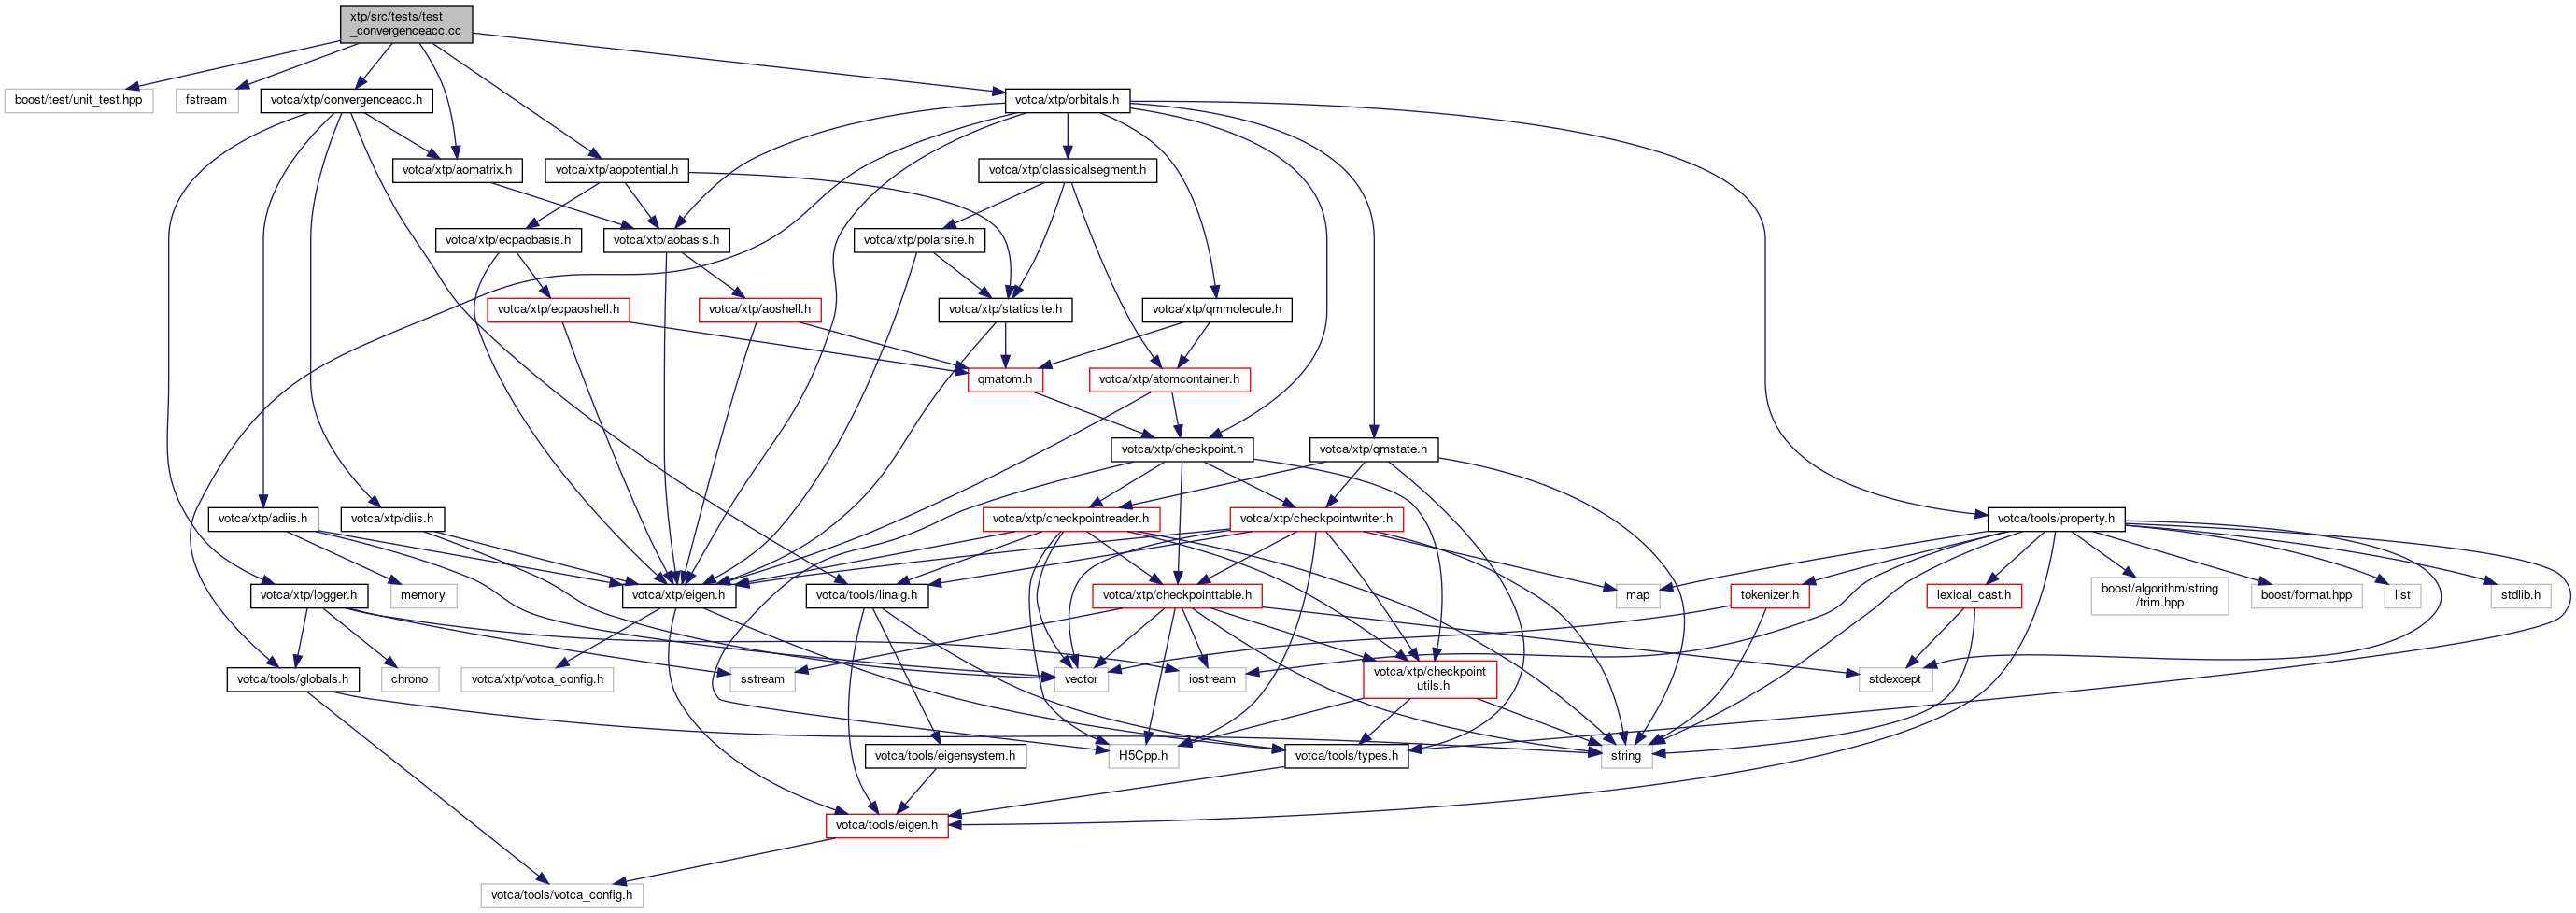 xtp/src/tests/test
_convergenceacc.cc
boost/test/unit_test.hpp
fstream
votca/xtp/convergenceacc.h
votca/xtp/orbitals.h
votca/xtp/aomatrix.h
votca/xtp/aopotential.h
votca/xtp/classicalsegment.h
votca/xtp/ecpaobasis.h
votca/xtp/aobasis.h
votca/xtp/polarsite.h
votca/xtp/ecpaoshell.h
votca/xtp/aoshell.h
votca/xtp/staticsite.h
votca/xtp/qmmolecule.h
qmatom.h
votca/xtp/atomcontainer.h
votca/xtp/checkpoint.h
votca/xtp/qmstate.h
votca/xtp/adiis.h
votca/xtp/diis.h
votca/xtp/checkpointreader.h
votca/xtp/checkpointwriter.h
votca/tools/property.h
votca/xtp/logger.h
memory
votca/xtp/eigen.h
votca/tools/linalg.h
votca/xtp/checkpointtable.h
map
tokenizer.h
lexical_cast.h
boost/algorithm/string
/trim.hpp
boost/format.hpp
list
stdlib.h
votca/tools/globals.h
chrono
votca/xtp/votca_config.h
sstream
vector
iostream
votca/xtp/checkpoint
_utils.h
stdexcept
votca/tools/eigensystem.h
H5Cpp.h
votca/tools/types.h
string
votca/tools/eigen.h
votca/tools/votca_config.h